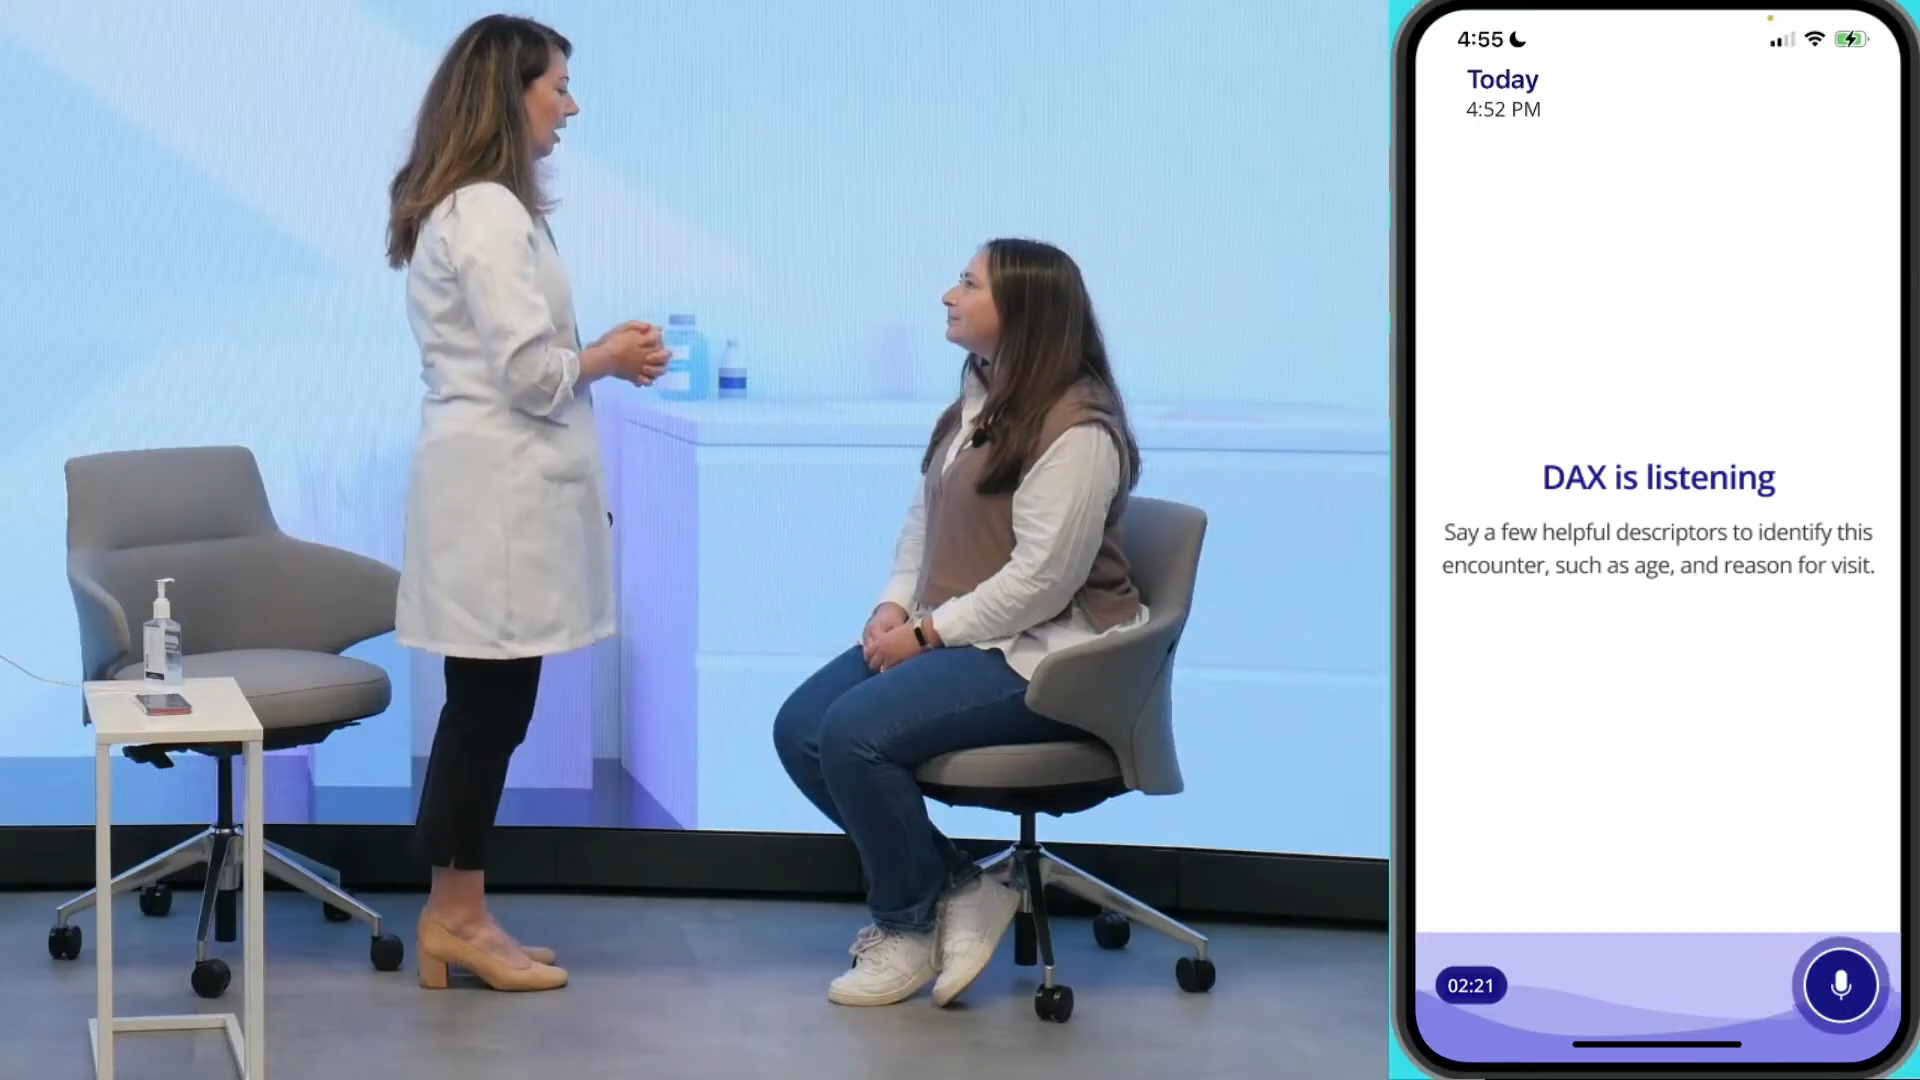 4:55
Today
4:52 PM
DAX is listening
Say a few helpful descriptors to identify this
encounter, such as age, and reason for visit.
02:21